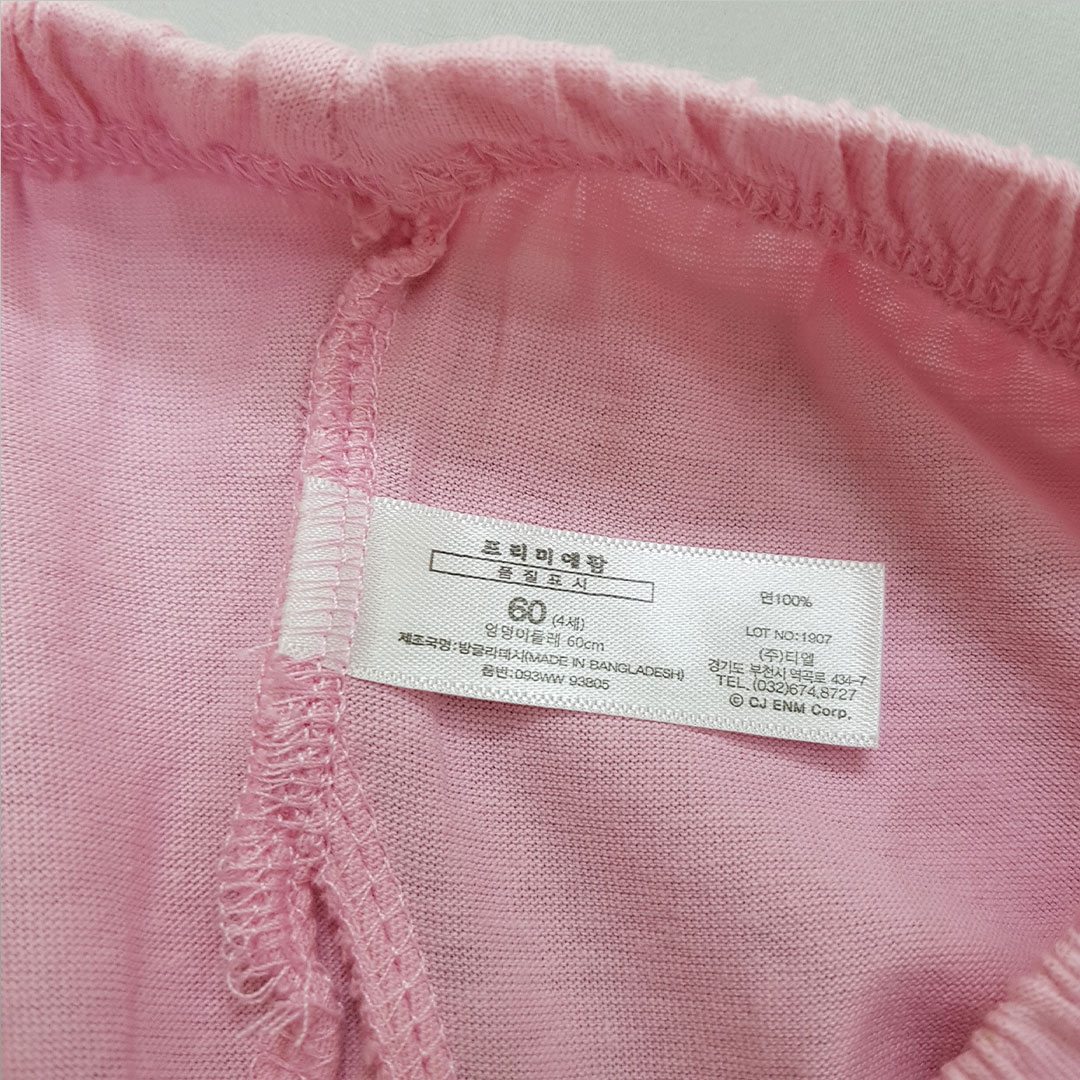 프리미에쥬
품질표시
60 (4세)
엉덩이둘레 60cm
제조국명:방글라데시(MADE IN BANGLADESH)
품번:093WW 93805
면100%
LOT NO:1907
(주)티엘
경기도 부천시 역곡로 434-7
TEL.(032)674.8727
© CJ ENM Corp.